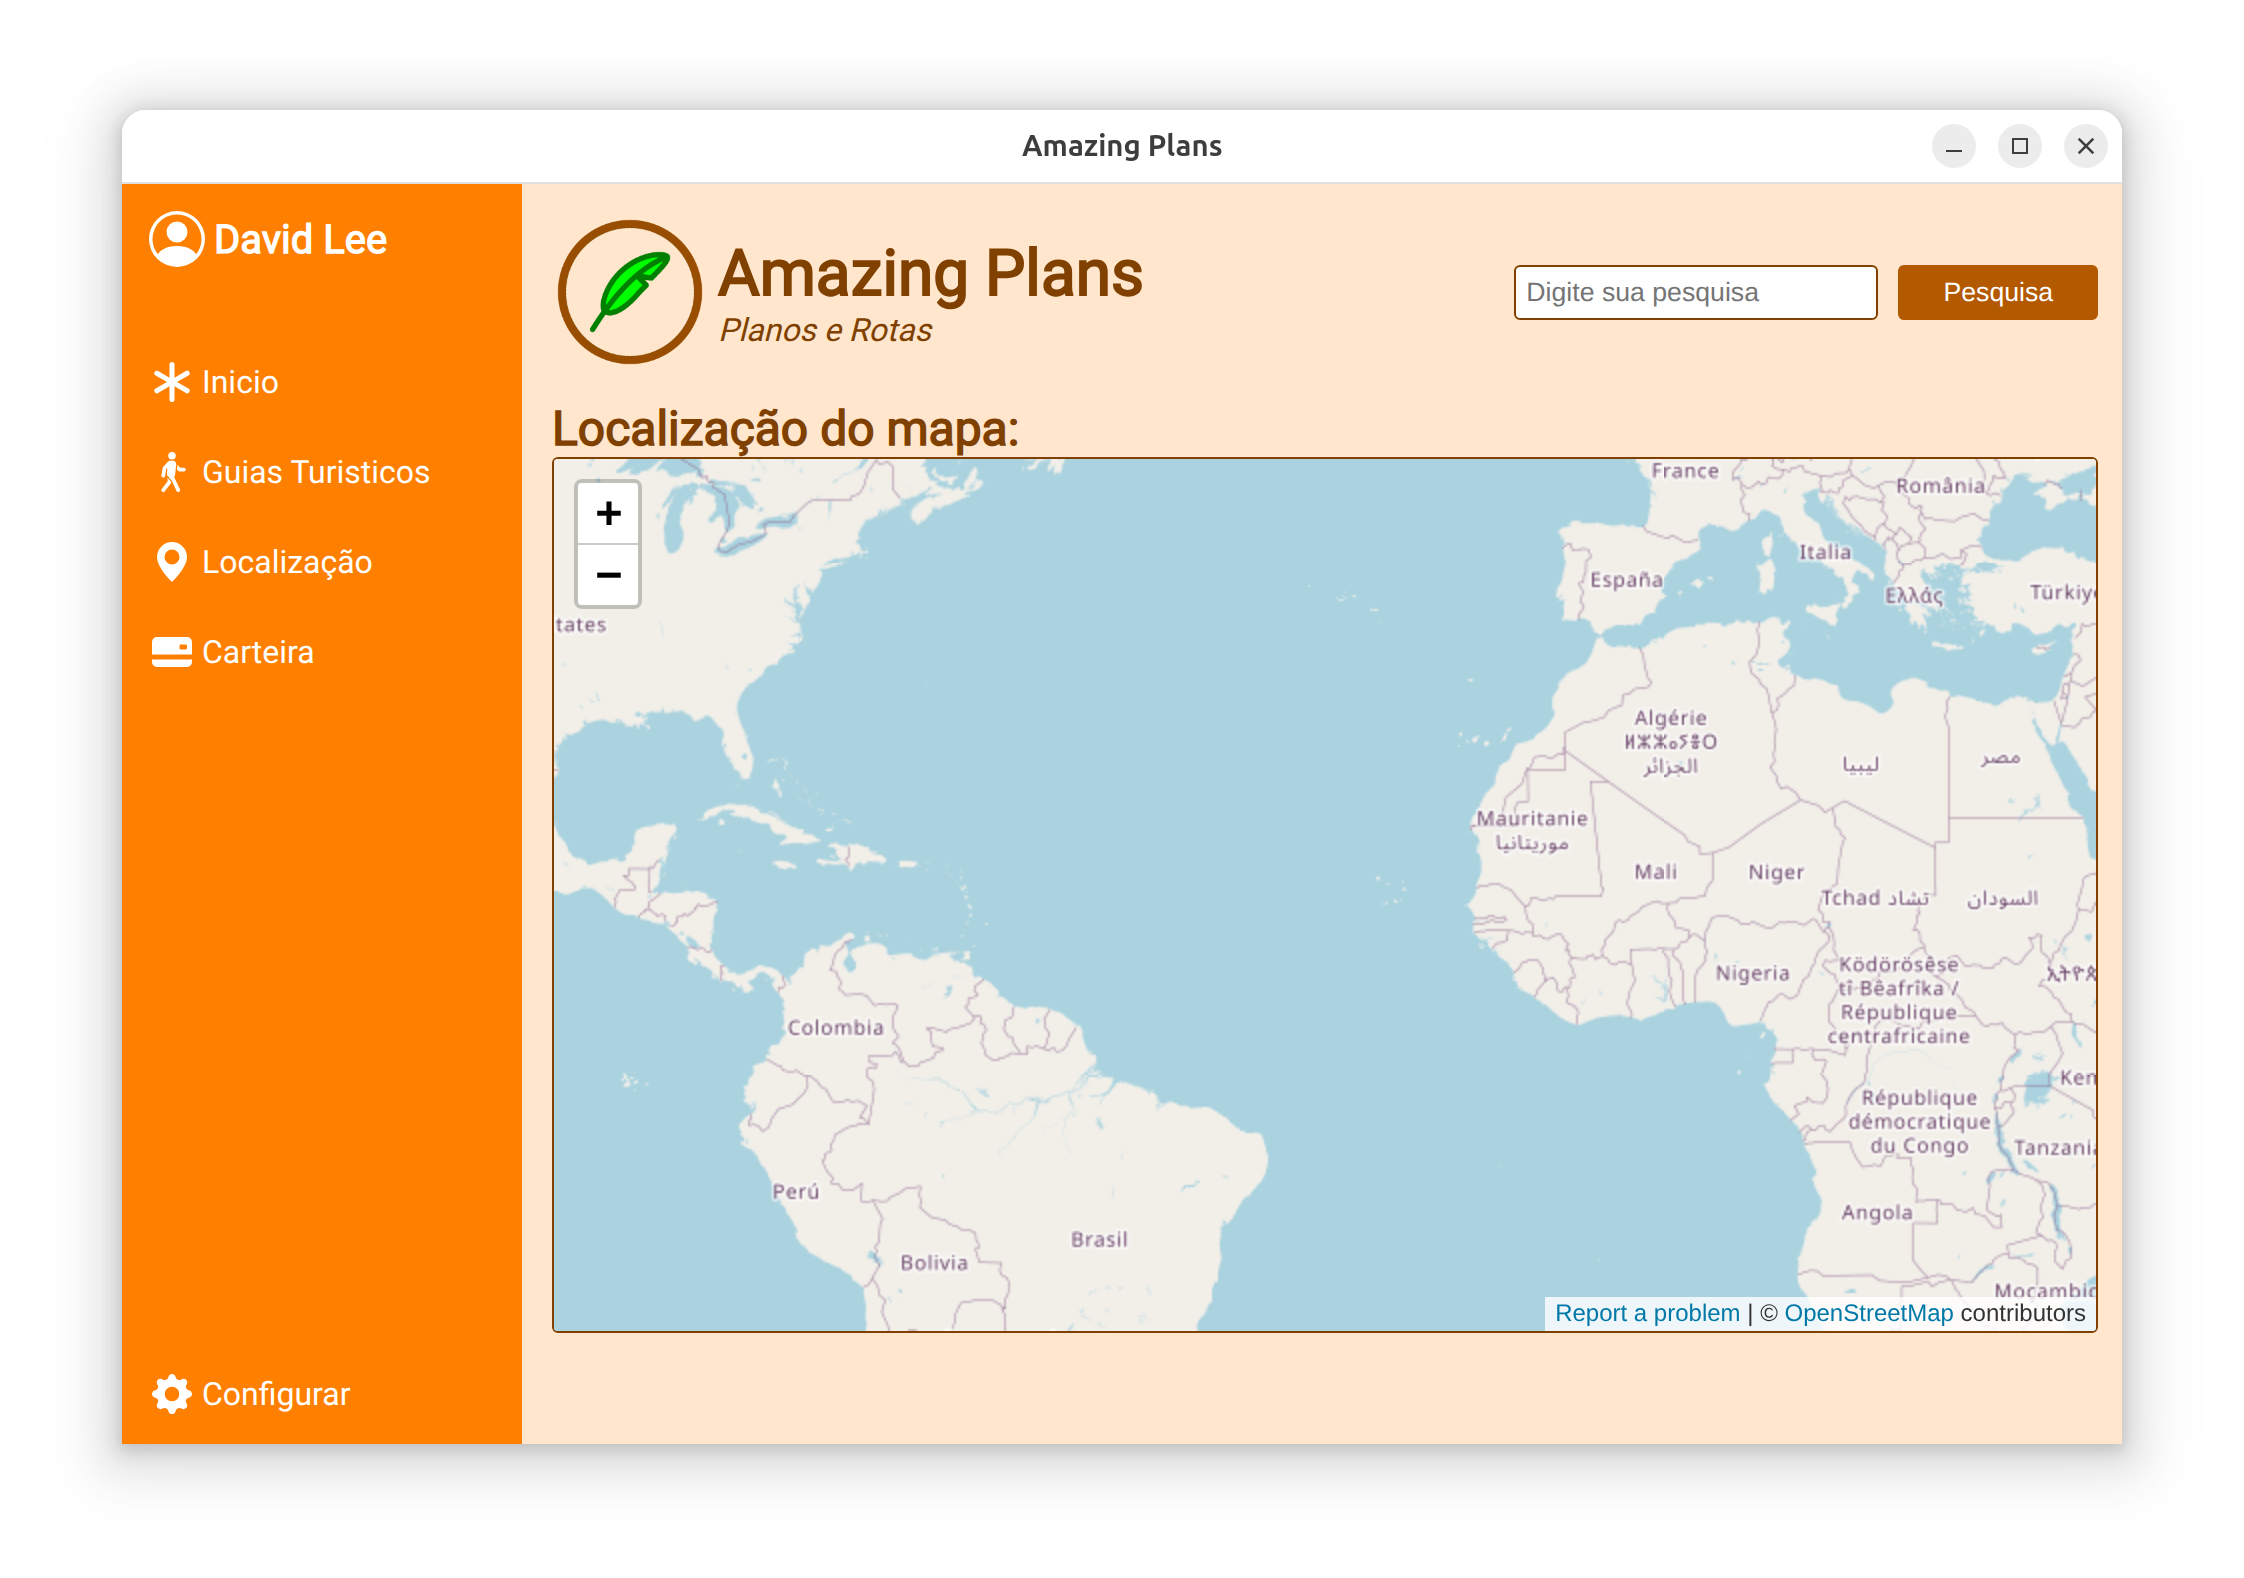 Amazing Plans
David Lee
Inicio
Guias Turisticos
Localização
Carteira
Configurar
Amazing Plans
Planos e Rotas
Digite sua pesquisa
Pesquisa
Localização do mapa:
+
−
tates
France
România
Italia
España
Ελλάς
Türkiy
Algérie
ⵍⵣⵣⴰⵢⴻⵔ
الجزائر
ليبيا
مصر
Mauritanie
موريتانيا
Mali
Niger
Tchad تشاد
السودان
Nigeria
Ködörösêse
tî Bêafrîka /
République
centrafricaine
Colombia
Ken
République
démocratique
du Congo
Tanzani
Perú
Angola
Brasil
Bolivia
Moçambic
Report a problem | © OpenStreetMap contributors